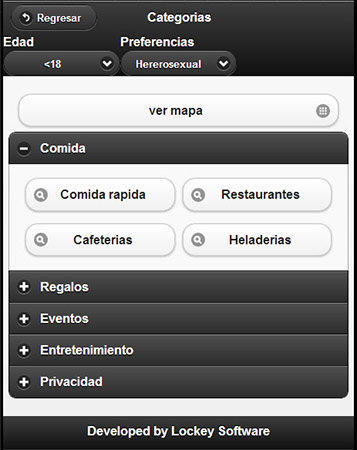 Regresar
Categorias
Edad
Preferencias
<18
Hererosexual
ver mapa
Comida
Comida rapida
Restaurantes
Cafeterias
Heladerias
Regalos
Eventos
Entretenimiento
Privacidad
Developed by Lockey Software